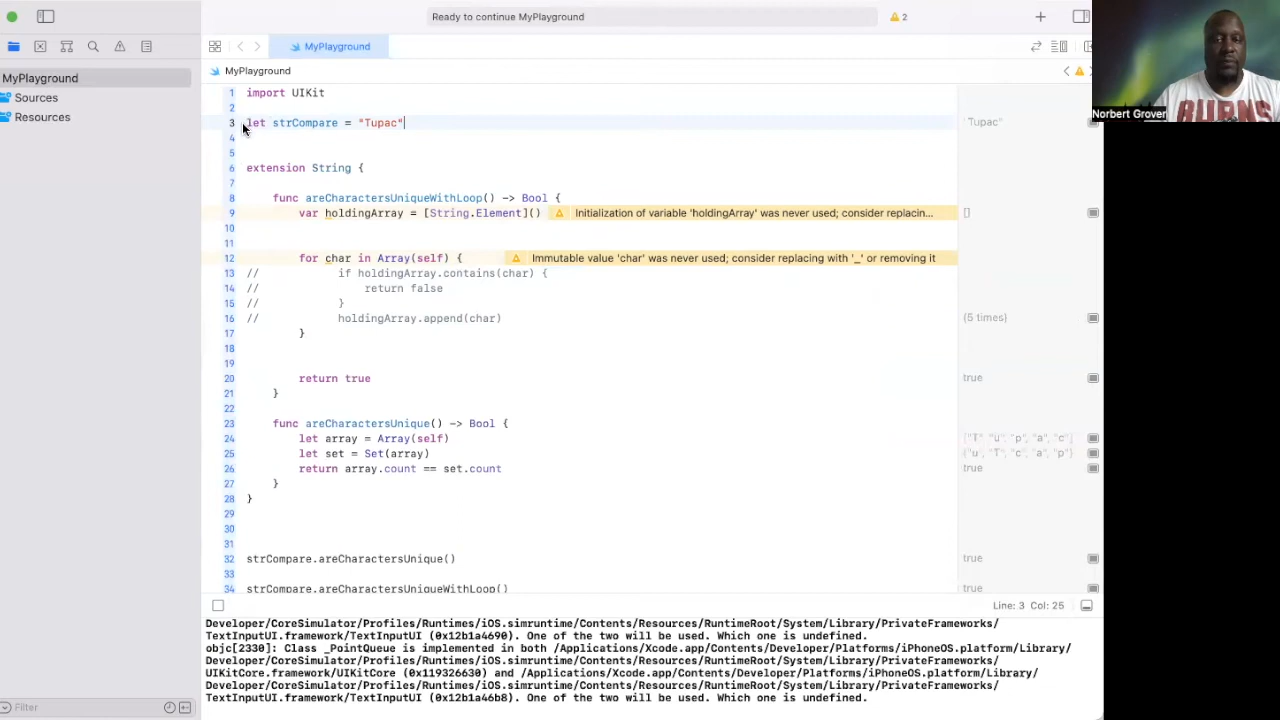 Ready to continue MyPlayground
2
MyPlayground
MyPlayground
MyPlayground
Sources
Resources
Norbert Grover
BURNS
1 import UIKit
2
3 let strCompare = "Tupac" Tupac"
4
5
6 extension String {
7
8 func areCharactersUniqueWithLoop() -> Bool {
9 var holdingArray = [String.Element]() Initialization of variable 'holdingArray' was never used; consider replacin... []
10
11
12 for char in Array(self) { Immutable value 'char' was never used; consider replacing with '_' or removing it
13 // if holdingArray.contains(char) {
14 // return false
15 // }
16 // holdingArray.append(char) (5 times)
17 }
18
19
20 return true true
21 }
22
23 func areCharactersUnique() -> Bool {
24 let array = Array(self) ["T" "u", "p", "a", "c"]
25 let set = Set(array) {"u", "T", "c", "a", "p"}
26 return array.count == set.count true
27 }
28 }
29
30
31
32 strCompare.areCharactersUnique() true
33
34 strCompare.areCharactersUniqueWithLoop() true
Line: 3 Col: 25
Developer/CoreSimulator/Profiles/Runtimes/iOS.simruntime/Contents/Resources/RuntimeRoot/System/Library/PrivateFrameworks/
TextInputUI.framework/TextInputUI (0x12b1a4690). One of the two will be used. Which one is undefined.
objc[2330]: Class _PointQueue is implemented in both /Applications/Xcode.app/Contents/Developer/Platforms/iPhoneOS.platform/Library/
Developer/CoreSimulator/Profiles/Runtimes/iOS.simruntime/Contents/Resources/RuntimeRoot/System/Library/PrivateFrameworks/
UIKitCore.framework/UIKitCore (0x119326630) and /Applications/Xcode.app/Contents/Developer/Platforms/iPhoneOS.platform/Library/
Developer/CoreSimulator/Profiles/Runtimes/iOS.simruntime/Contents/Resources/RuntimeRoot/System/Library/PrivateFrameworks/
TextInputUI.framework/TextInputUI (0x12b1a46b8). One of the two will be used. Which one is undefined.
Filter